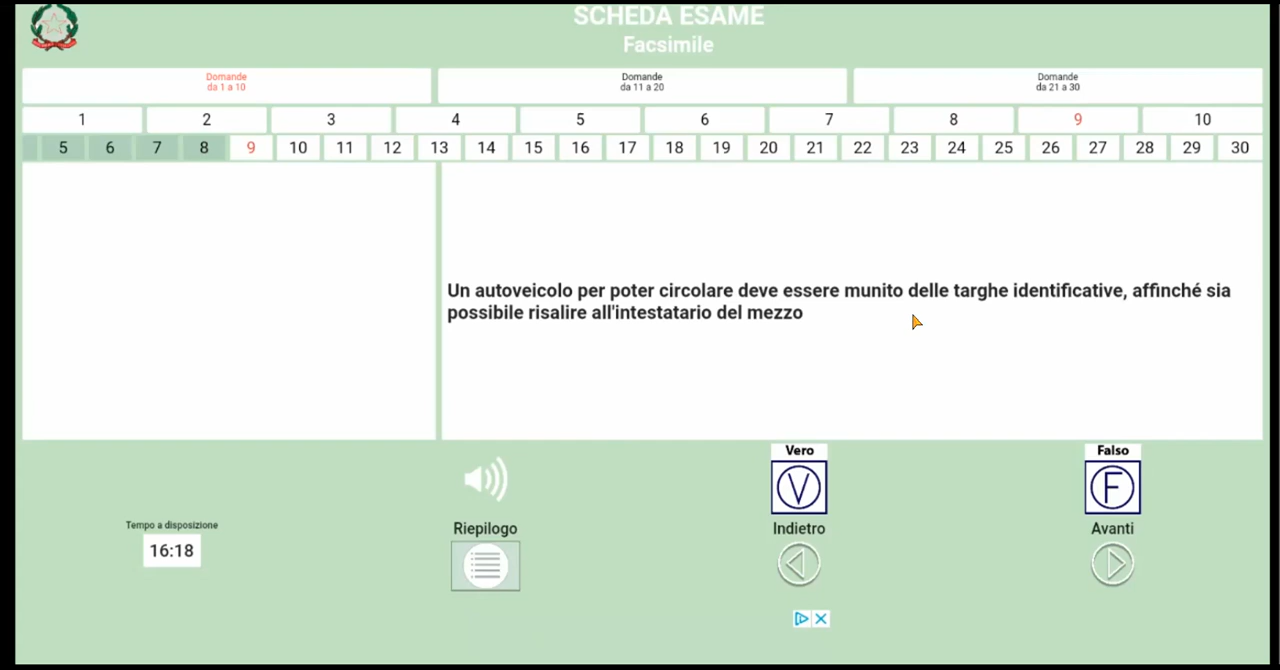 SCHEDA ESAME
Facsimile
Domande
da 1 a 10
Domande
da 11 a 20
Domande
da 21 a 30
1 2 3 4 5 6 7 8 9 10
5 6 7 8 9 10 11 12 13 14 15 16 17 18 19 20 21 22 23 24 25 26 27 28 29 30
Un autoveicolo per poter circolare deve essere munito delle targhe identificative, affinché sia
possibile risalire all'intestatario del mezzo
Vero
V
Falso
F
Tempo a disposizione
16:18
Riepilogo
Indietro
Avanti